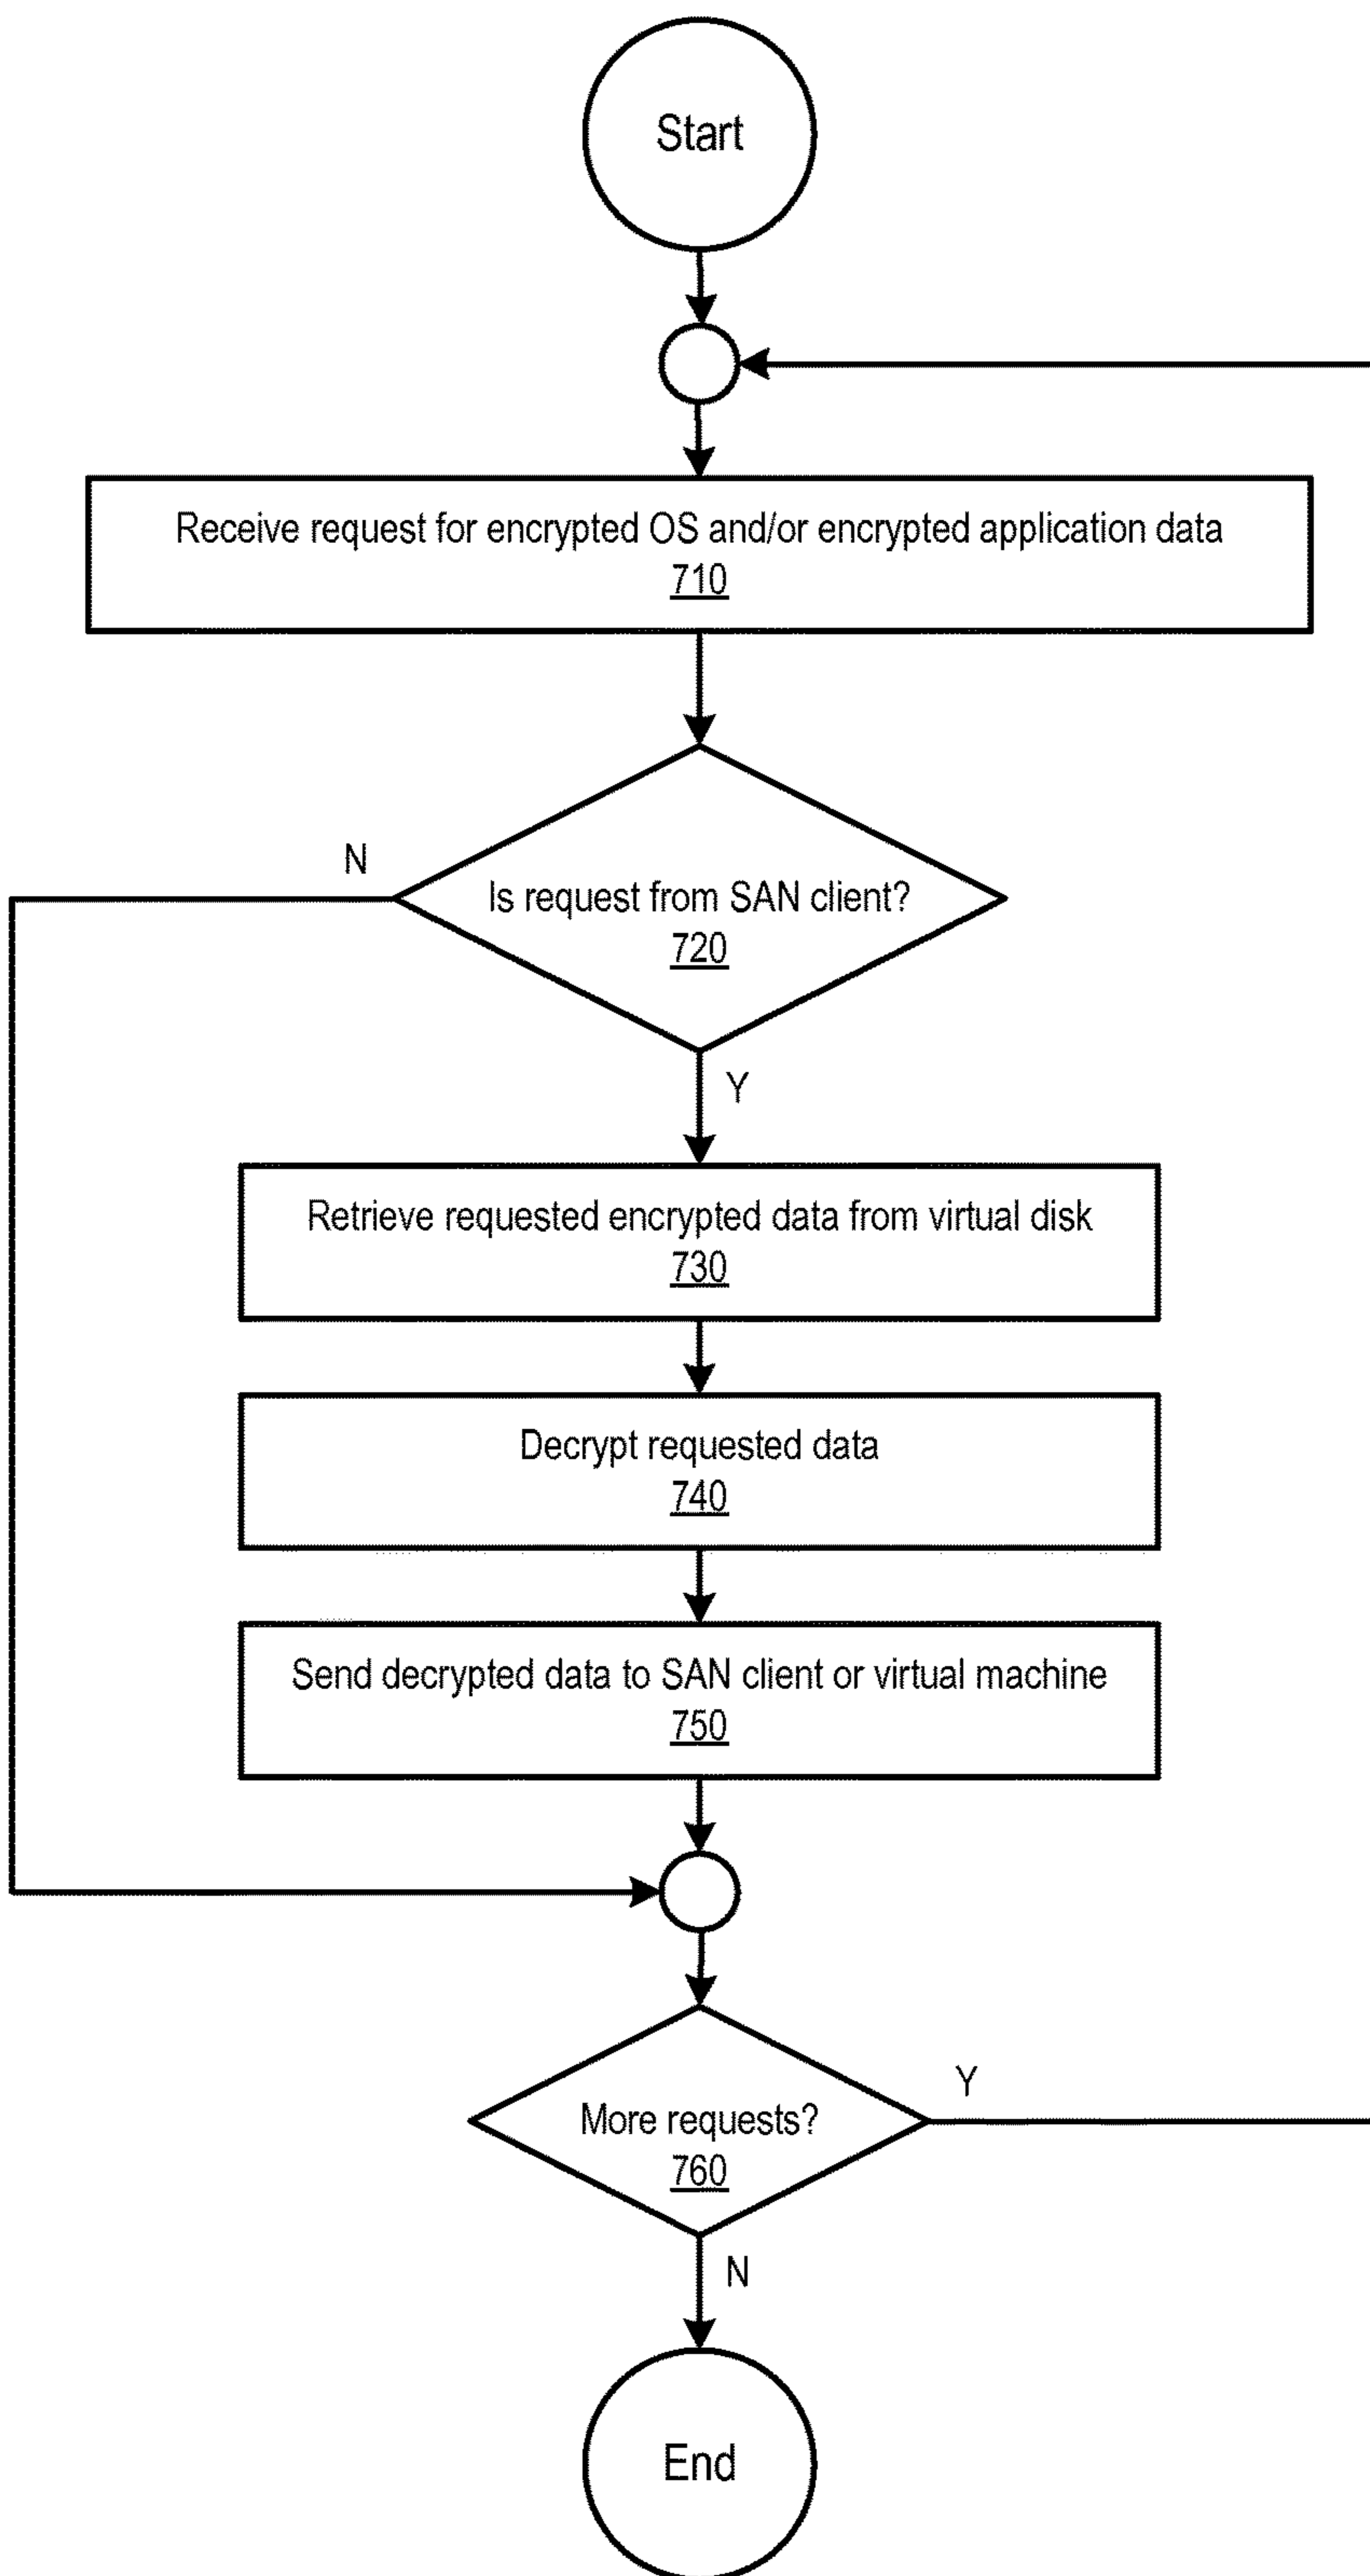 Start
Receive request for encrypted OS and/or encrypted application data
710
N
Is request from SAN client?
720
Y
Retrieve requested encrypted data from virtual disk
730
Decrypt requested data
740
Send decrypted data to SAN client or virtual machine
750
Y
More requests?
760
N
End